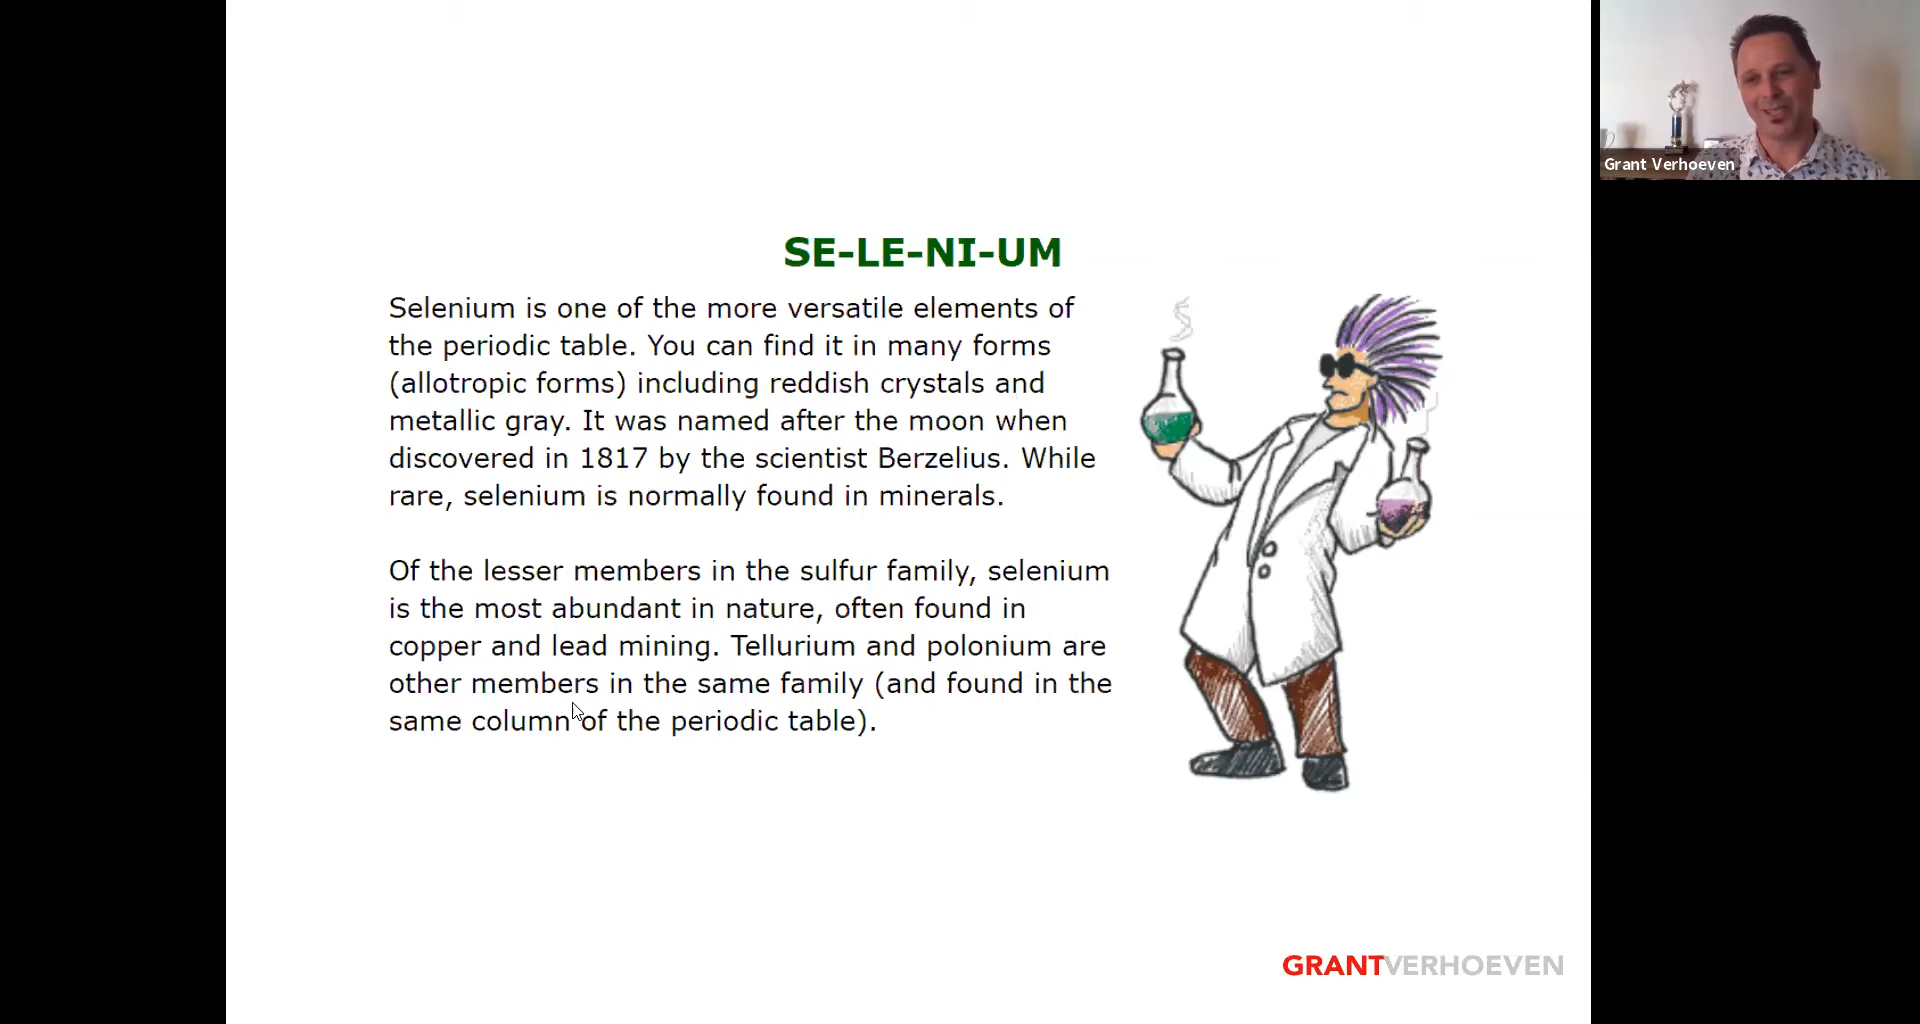 SE-LE-NI-UM
Selenium is one of the more versatile elements of
the periodic table. You can find it in many forms
(allotropic forms) including reddish crystals and
metallic gray. It was named after the moon when
discovered in 1817 by the scientist Berzelius. While
rare, selenium is normally found in minerals.
Of the lesser members in the sulfur family, selenium
is the most abundant in nature, often found in
copper and lead mining. Tellurium and polonium are
other members in the same family (and found in the
same column of the periodic table).
GRANTVERHOEVEN
Grant Verhoeven